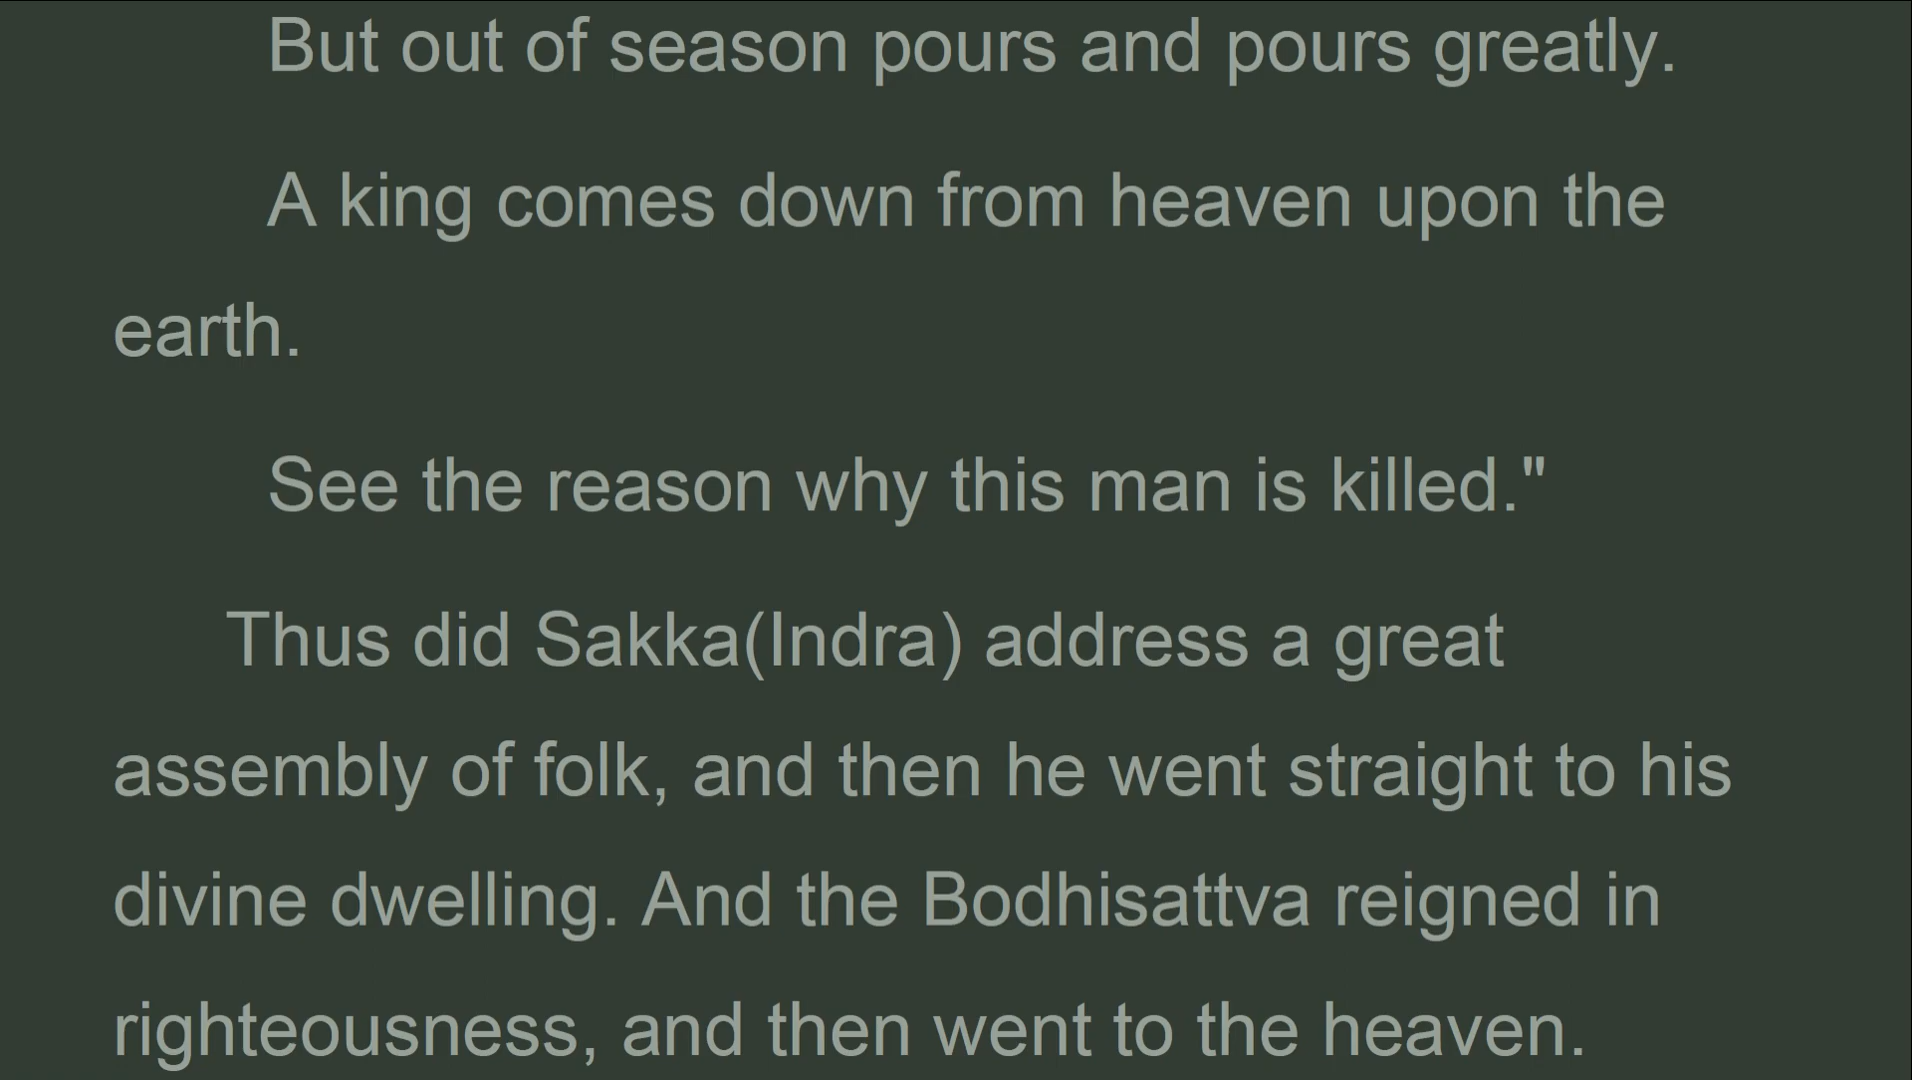 But out of season pours and pours greatly.
A king comes down from heaven upon the
earth.
See the reason why this man is killed."
Thus did Sakka(Indra) address a great
assembly of folk, and then he went straight to his
divine dwelling. And the Bodhisattva reigned in
righteousness, and then went to the heaven.